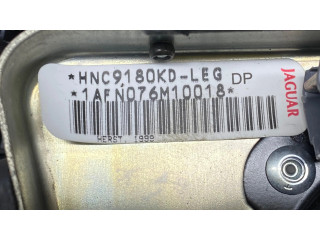 *HNC9180KD-LEG DP
*1AFN076M10018*
JAGUAR